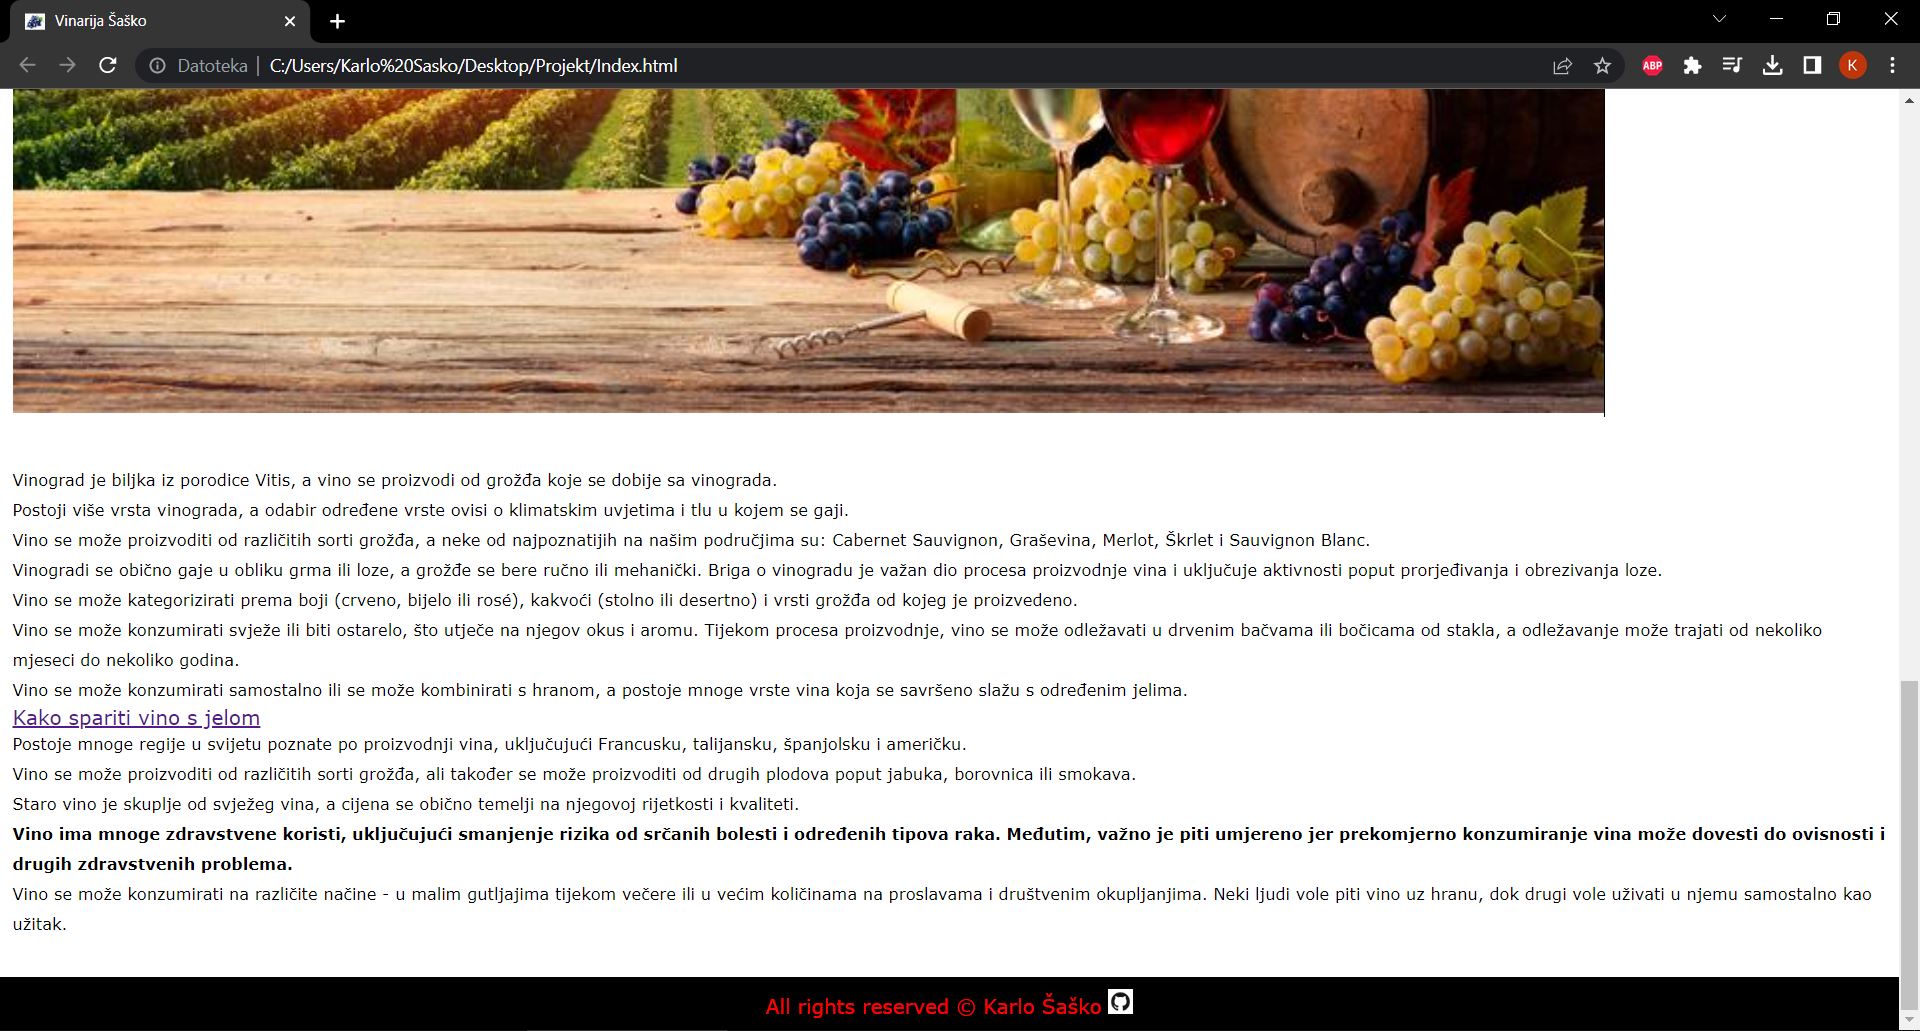 Vinarija Šaško
Datoteka | C:/Users/Karlo%20Sasko/Desktop/Projekt/Index.html
ABP
K
Vinograd je biljka iz porodice Vitis, a vino se proizvodi od grožđa koje se dobije sa vinograda.
Postoji više vrsta vinograda, a odabir određene vrste ovisi o klimatskim uvjetima i tlu u kojem se gaji.
Vino se može proizvoditi od različitih sorti grožđa, a neke od najpoznatijih na našim područjima su: Cabernet Sauvignon, Graševina, Merlot, Škrlet i Sauvignon Blanc.
Vinogradi se obično gaje u obliku grma ili loze, a grožđe se bere ručno ili mehanički. Briga o vinogradu je važan dio procesa proizvodnje vina i uključuje aktivnosti poput prorjeđivanja i obrezivanja loze.
Vino se može kategorizirati prema boji (crveno, bijelo ili rosé), kakvoći (stolno ili desertno) i vrsti grožđa od kojeg je proizvedeno.
Vino se može konzumirati svježe ili biti ostarelo, što utječe na njegov okus i aromu. Tijekom procesa proizvodnje, vino se može odležavati u drvenim bačvama ili bočicama od stakla, a odležavanje može trajati od nekoliko
mjeseci do nekoliko godina.
Vino se može konzumirati samostalno ili se može kombinirati s hranom, a postoje mnoge vrste vina koja se savršeno slažu s određenim jelima.
Kako spariti vino s jelom
Postoje mnoge regije u svijetu poznate po proizvodnji vina, uključujući Francusku, talijansku, španjolsku i američku.
Vino se može proizvoditi od različitih sorti grožđa, ali također se može proizvoditi od drugih plodova poput jabuka, borovnica ili smokava.
Staro vino je skuplje od svježeg vina, a cijena se obično temelji na njegovoj rijetkosti i kvaliteti.
Vino ima mnoge zdravstvene koristi, uključujući smanjenje rizika od srčanih bolesti i određenih tipova raka. Međutim, važno je piti umjereno jer prekomjerno konzumiranje vina može dovesti do ovisnosti i
drugih zdravstvenih problema.
Vino se može konzumirati na različite načine - u malim gutljajima tijekom večere ili u većim količinama na proslavama i društvenim okupljanjima. Neki ljudi vole piti vino uz hranu, dok drugi vole uživati u njemu samostalno kao
užitak.
All rights reserved © Karlo Šaško